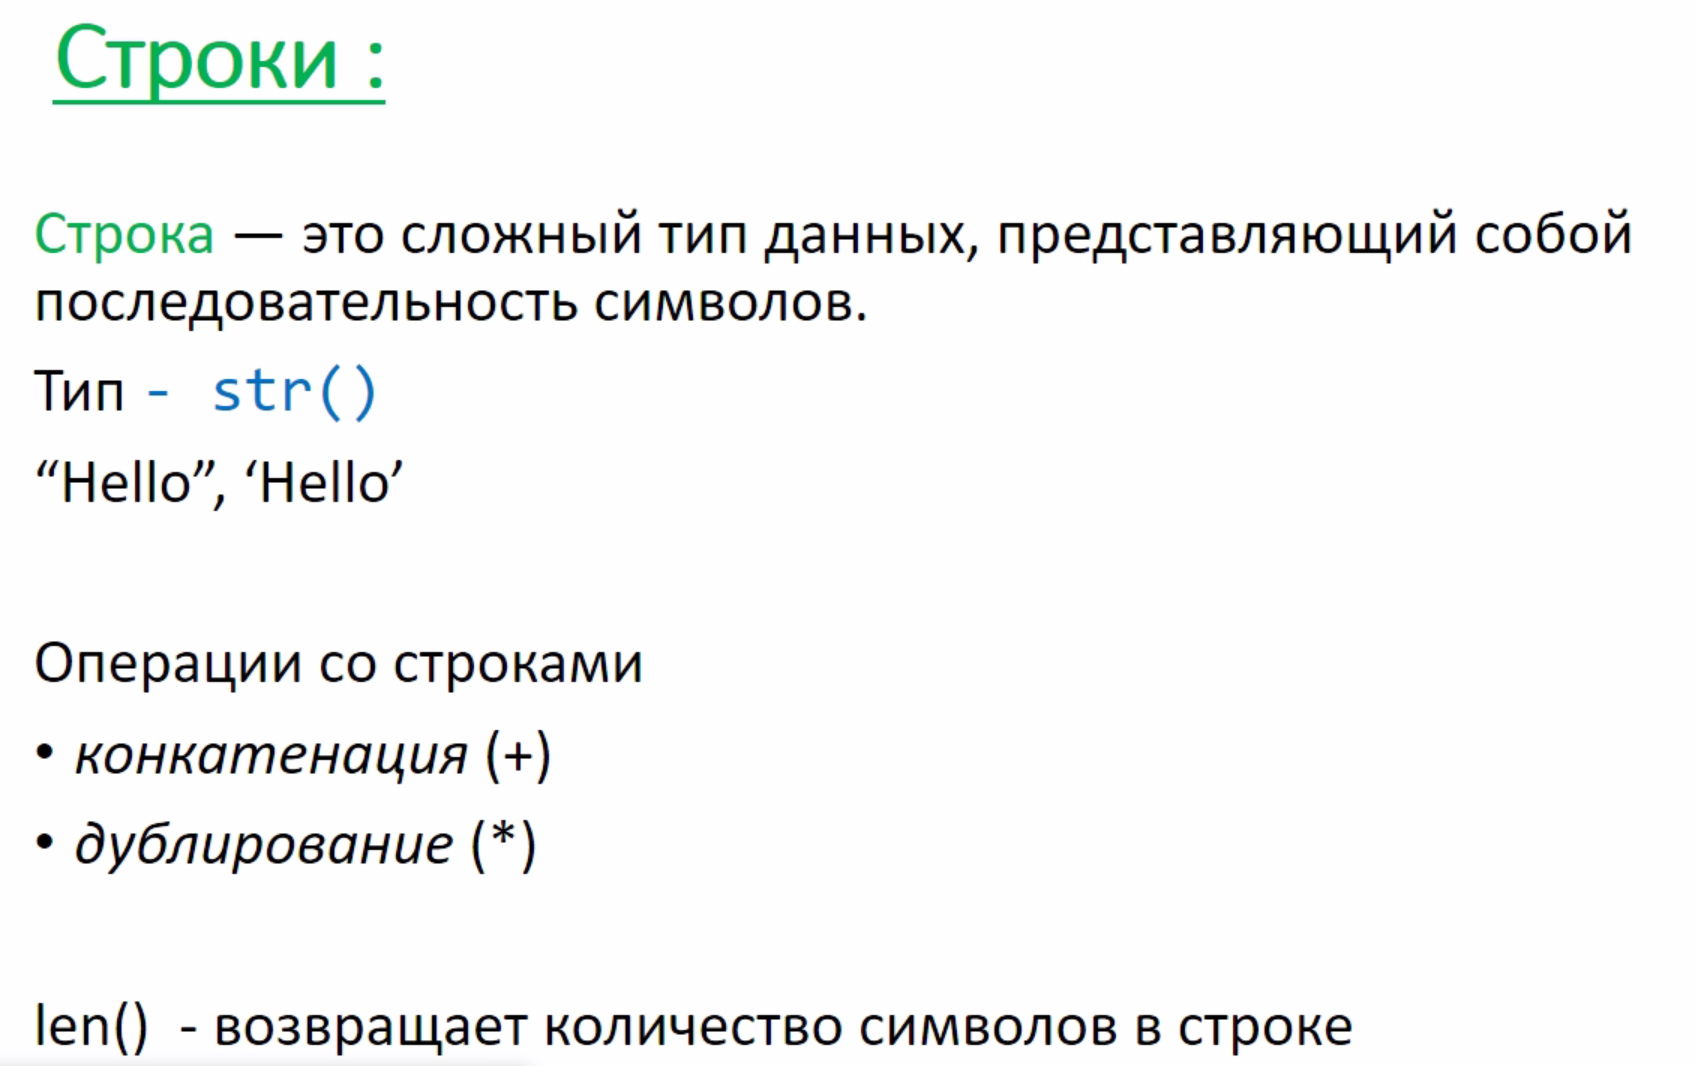 Строки :
Строка — это сложный тип данных, представляющий собой
последовательность символов.
Тип - str()
“Hello”, ‘Hello’
Операции со строками
• конкатенация (+)
• дублирование (*)
len() - возвращает количество символов в строке